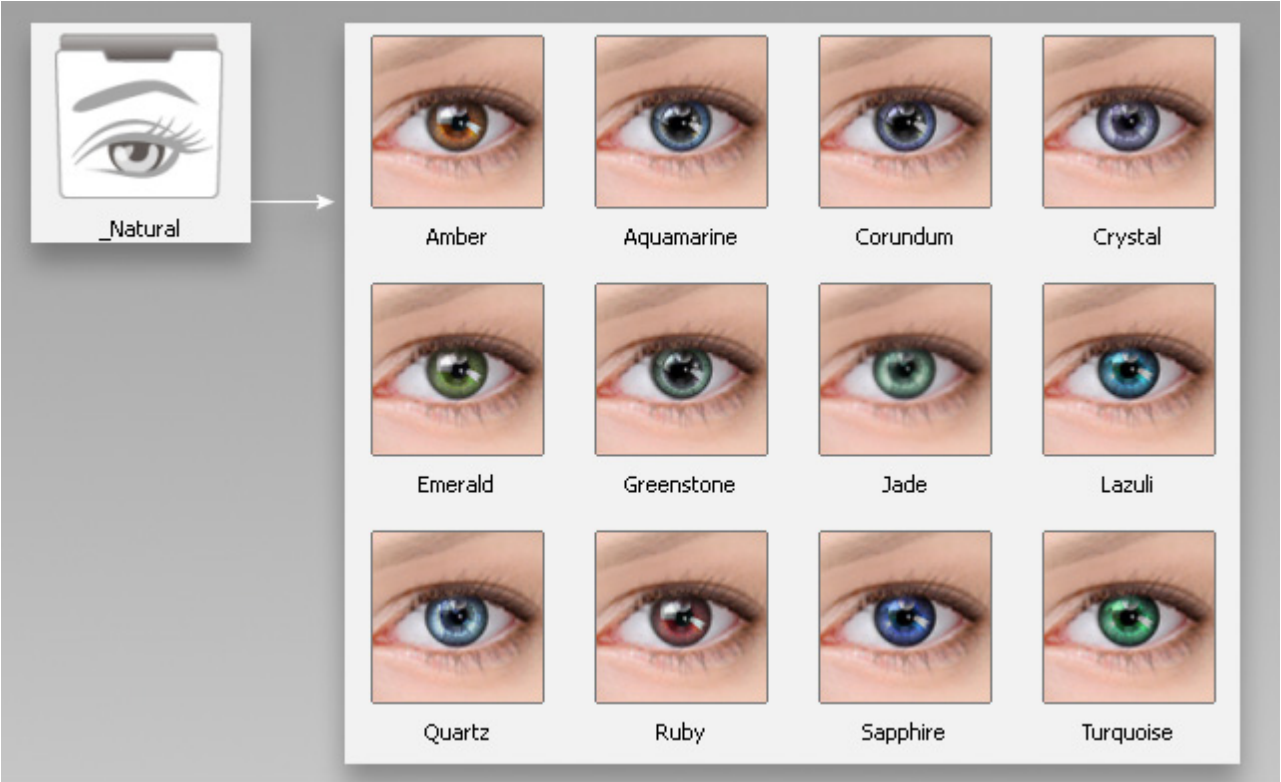 _Natural
Amber
Aquamarine
Corundum
Crystal
Emerald
Greenstone
Jade
Lazuli
Quartz
Ruby
Sapphire
Turquoise